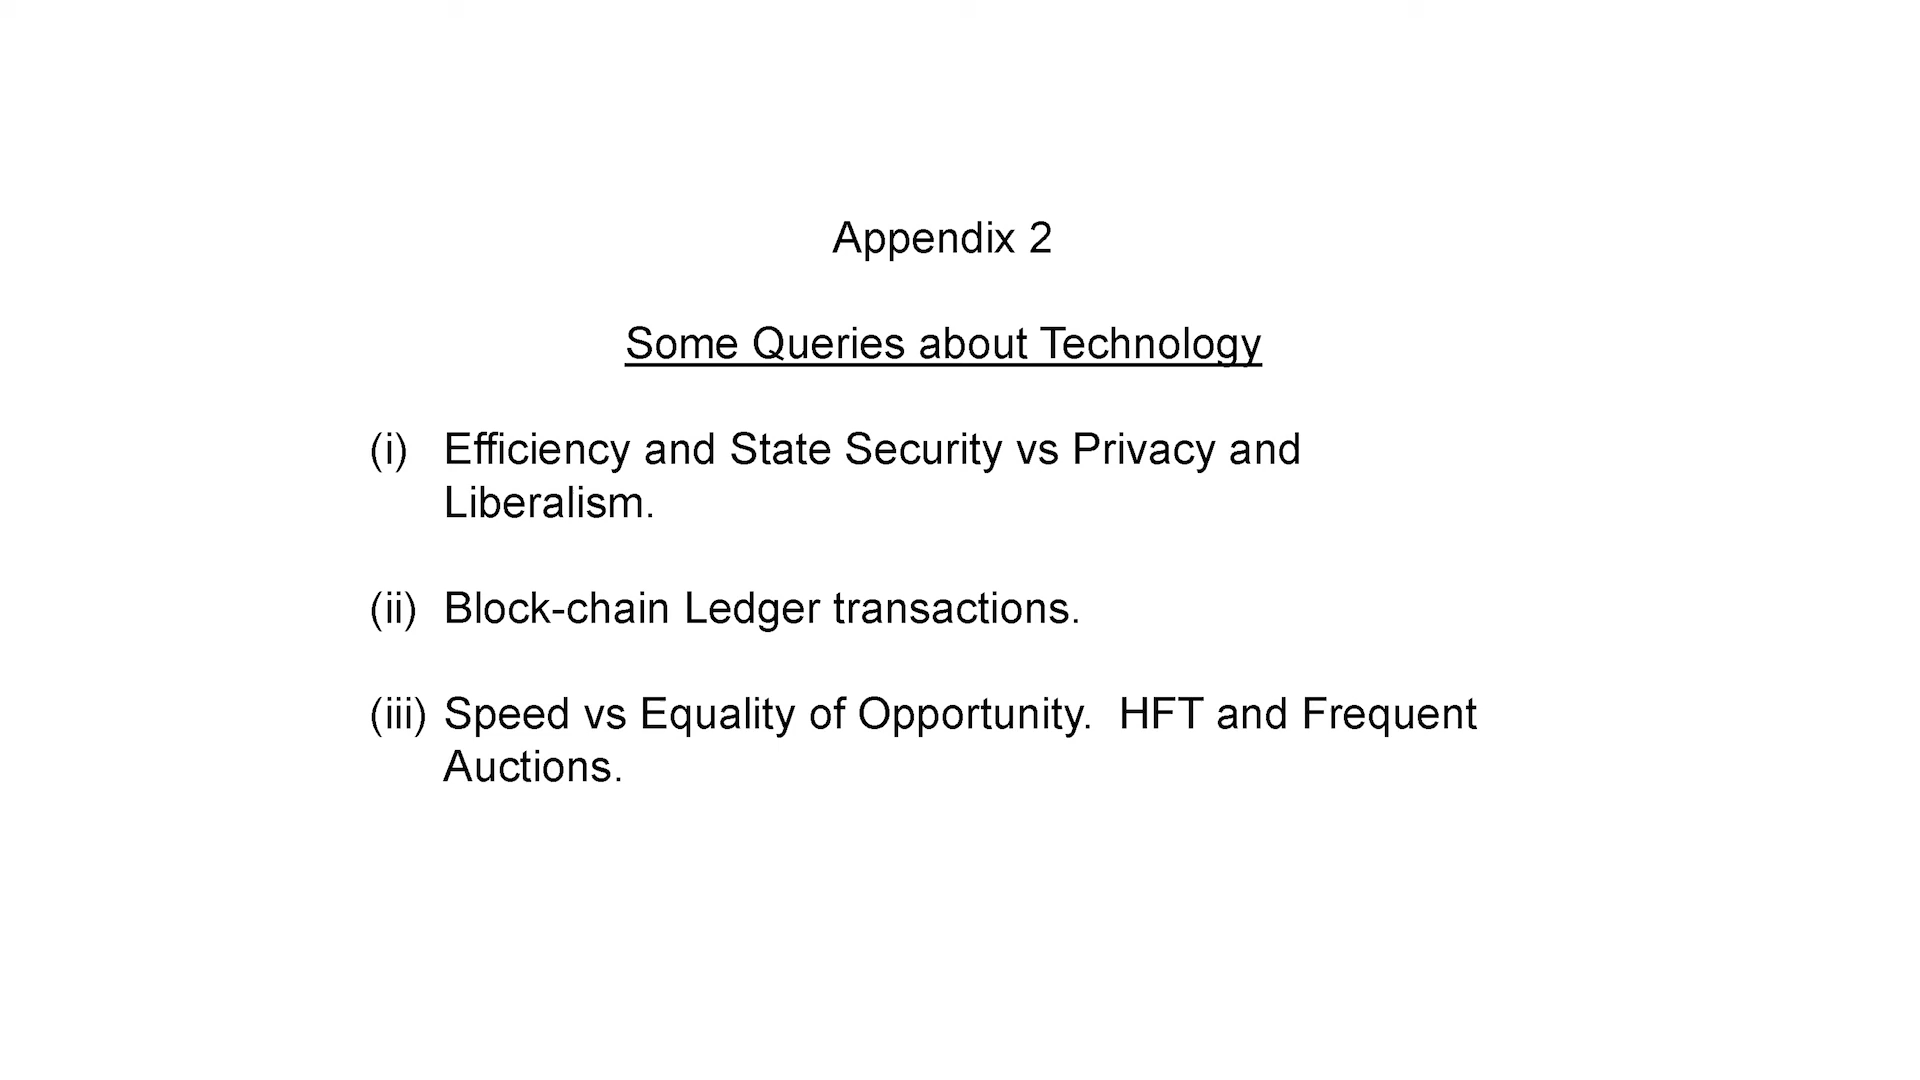 Appendix 2
Some Queries about Technology
(i) Efficiency and State Security vs Privacy and
Liberalism.
(ii) Block-chain Ledger transactions.
(iii) Speed vs Equality of Opportunity.  HFT and Frequent
Auctions.